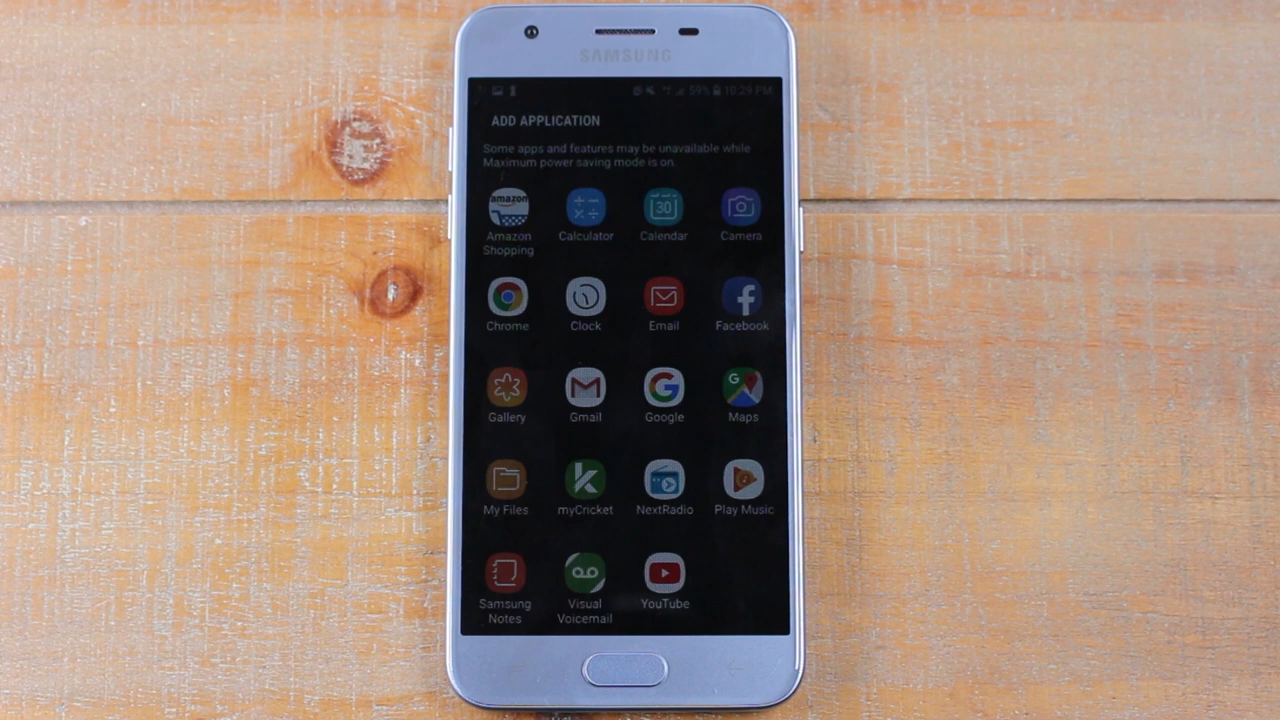 SAMSUNG
59% 10:29 PM
ADD APPLICATION
Some apps and features may be unavailable while
Maximum power saving mode is on.
amazon
30
Amazon Calculator Calendar Camera
Shopping
Chrome Clock Email Facebook
G
Gallery Gmail Google Maps
My Files myCricket NextRadio Play Music
Samsung Visual YouTube
Notes Voicemail